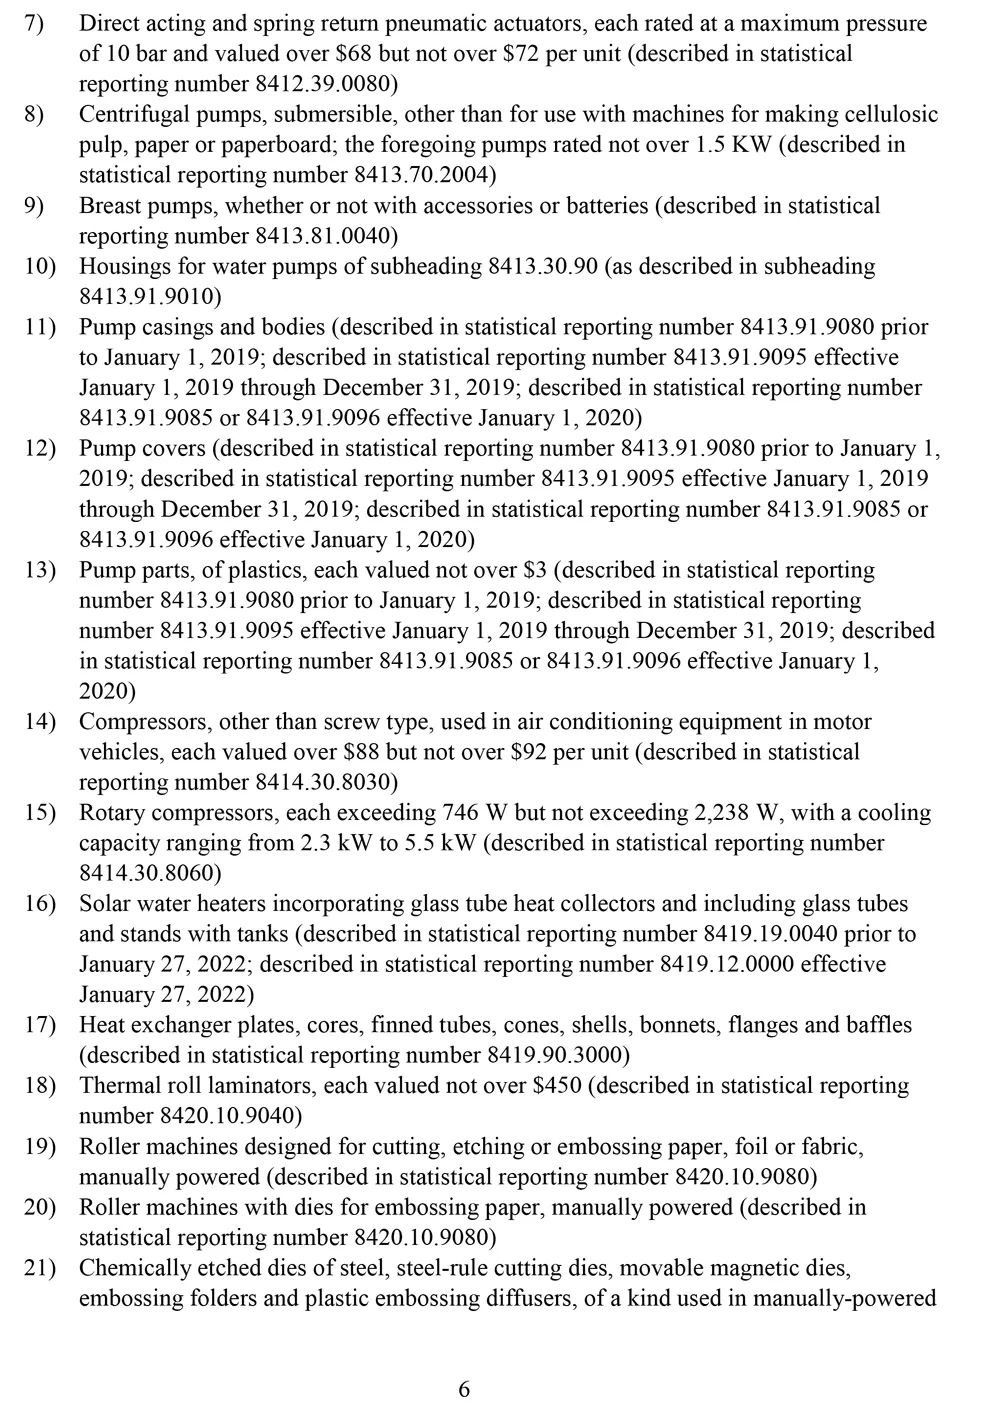 7) Direct acting and spring return pneumatic actuators, each rated at a maximum pressure
of 10 bar and valued over $68 but not over $72 per unit (described in statistical
reporting number 8412.39.0080)
8) Centrifugal pumps, submersible, other than for use with machines for making cellulosic
pulp, paper or paperboard; the foregoing pumps rated not over 1.5 KW (described in
statistical reporting number 8413.70.2004)
9) Breast pumps, whether or not with accessories or batteries (described in statistical
reporting number 8413.81.0040)
10) Housings for water pumps of subheading 8413.30.90 (as described in subheading
8413.91.9010)
11) Pump casings and bodies (described in statistical reporting number 8413.91.9080 prior
to January 1, 2019; described in statistical reporting number 8413.91.9095 effective
January 1, 2019 through December 31, 2019; described in statistical reporting number
8413.91.9085 or 8413.91.9096 effective January 1, 2020)
12) Pump covers (described in statistical reporting number 8413.91.9080 prior to January 1,
2019; described in statistical reporting number 8413.91.9095 effective January 1, 2019
through December 31, 2019; described in statistical reporting number 8413.91.9085 or
8413.91.9096 effective January 1, 2020)
13) Pump parts, of plastics, each valued not over $3 (described in statistical reporting
number 8413.91.9080 prior to January 1, 2019; described in statistical reporting
number 8413.91.9095 effective January 1, 2019 through December 31, 2019; described
in statistical reporting number 8413.91.9085 or 8413.91.9096 effective January 1,
2020)
14) Compressors, other than screw type, used in air conditioning equipment in motor
vehicles, each valued over $88 but not over $92 per unit (described in statistical
reporting number 8414.30.8030)
15) Rotary compressors, each exceeding 746 W but not exceeding 2,238 W, with a cooling
capacity ranging from 2.3 kW to 5.5 kW (described in statistical reporting number
8414.30.8060)
16) Solar water heaters incorporating glass tube heat collectors and including glass tubes
and stands with tanks (described in statistical reporting number 8419.19.0040 prior to
January 27, 2022; described in statistical reporting number 8419.12.0000 effective
January 27, 2022)
17) Heat exchanger plates, cores, finned tubes, cones, shells, bonnets, flanges and baffles
(described in statistical reporting number 8419.90.3000)
18) Thermal roll laminators, each valued not over $450 (described in statistical reporting
number 8420.10.9040)
19) Roller machines designed for cutting, etching or embossing paper, foil or fabric,
manually powered (described in statistical reporting number 8420.10.9080)
20) Roller machines with dies for embossing paper, manually powered (described in
statistical reporting number 8420.10.9080)
21) Chemically etched dies of steel, steel-rule cutting dies, movable magnetic dies,
embossing folders and plastic embossing diffusers, of a kind used in manually-powered
6